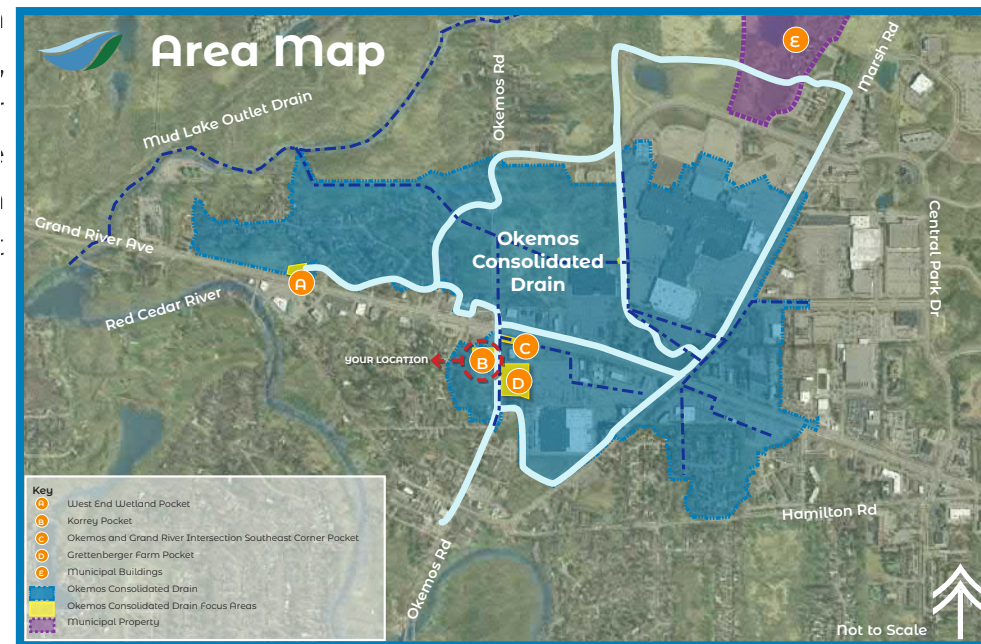 Area Map
E
Marsh Rd
Okemos Rd
Mud Lake Outlet Drain
Grand River Ave
Okemos
Consolidated
Drain
Central Park Dr
A
Red Cedar River
YOUR LOCATION
B
C
D
Hamilton Rd
Okemos Rd
Key
A West End Wetland Pocket
B Korrey Pocket
C Okemos and Grand River Intersection Southeast Corner Pocket
D Grettenberger Farm Pocket
E Municipal Buildings
Okemos Consolidated Drain
Okemos Consolidated Drain Focus Areas
Municipal Property
Not to Scale